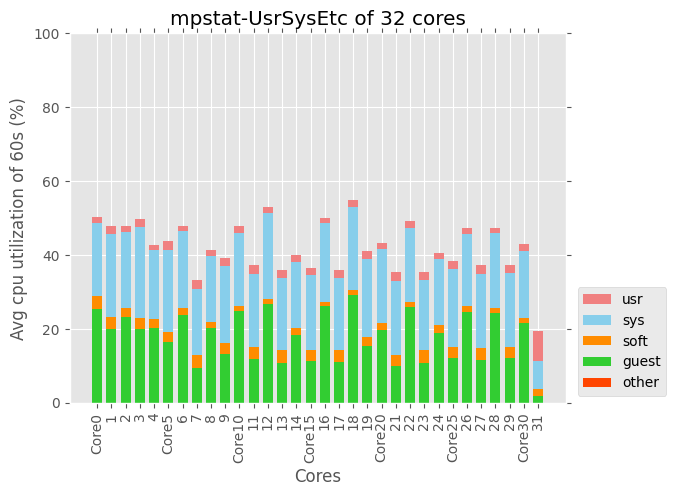 mpstat-UsrSysEtc of 32 cores
Avg cpu utilization of 60s (%)
100
80
60
40
20
0
Core0
1
2
3
4
Core5
6
7
8
9
Core10
11
12
13
14
Core15
16
17
18
19
Core20
21
22
23
24
Core25
26
27
28
29
Core30
31
Cores
usr
sys
soft
guest
other